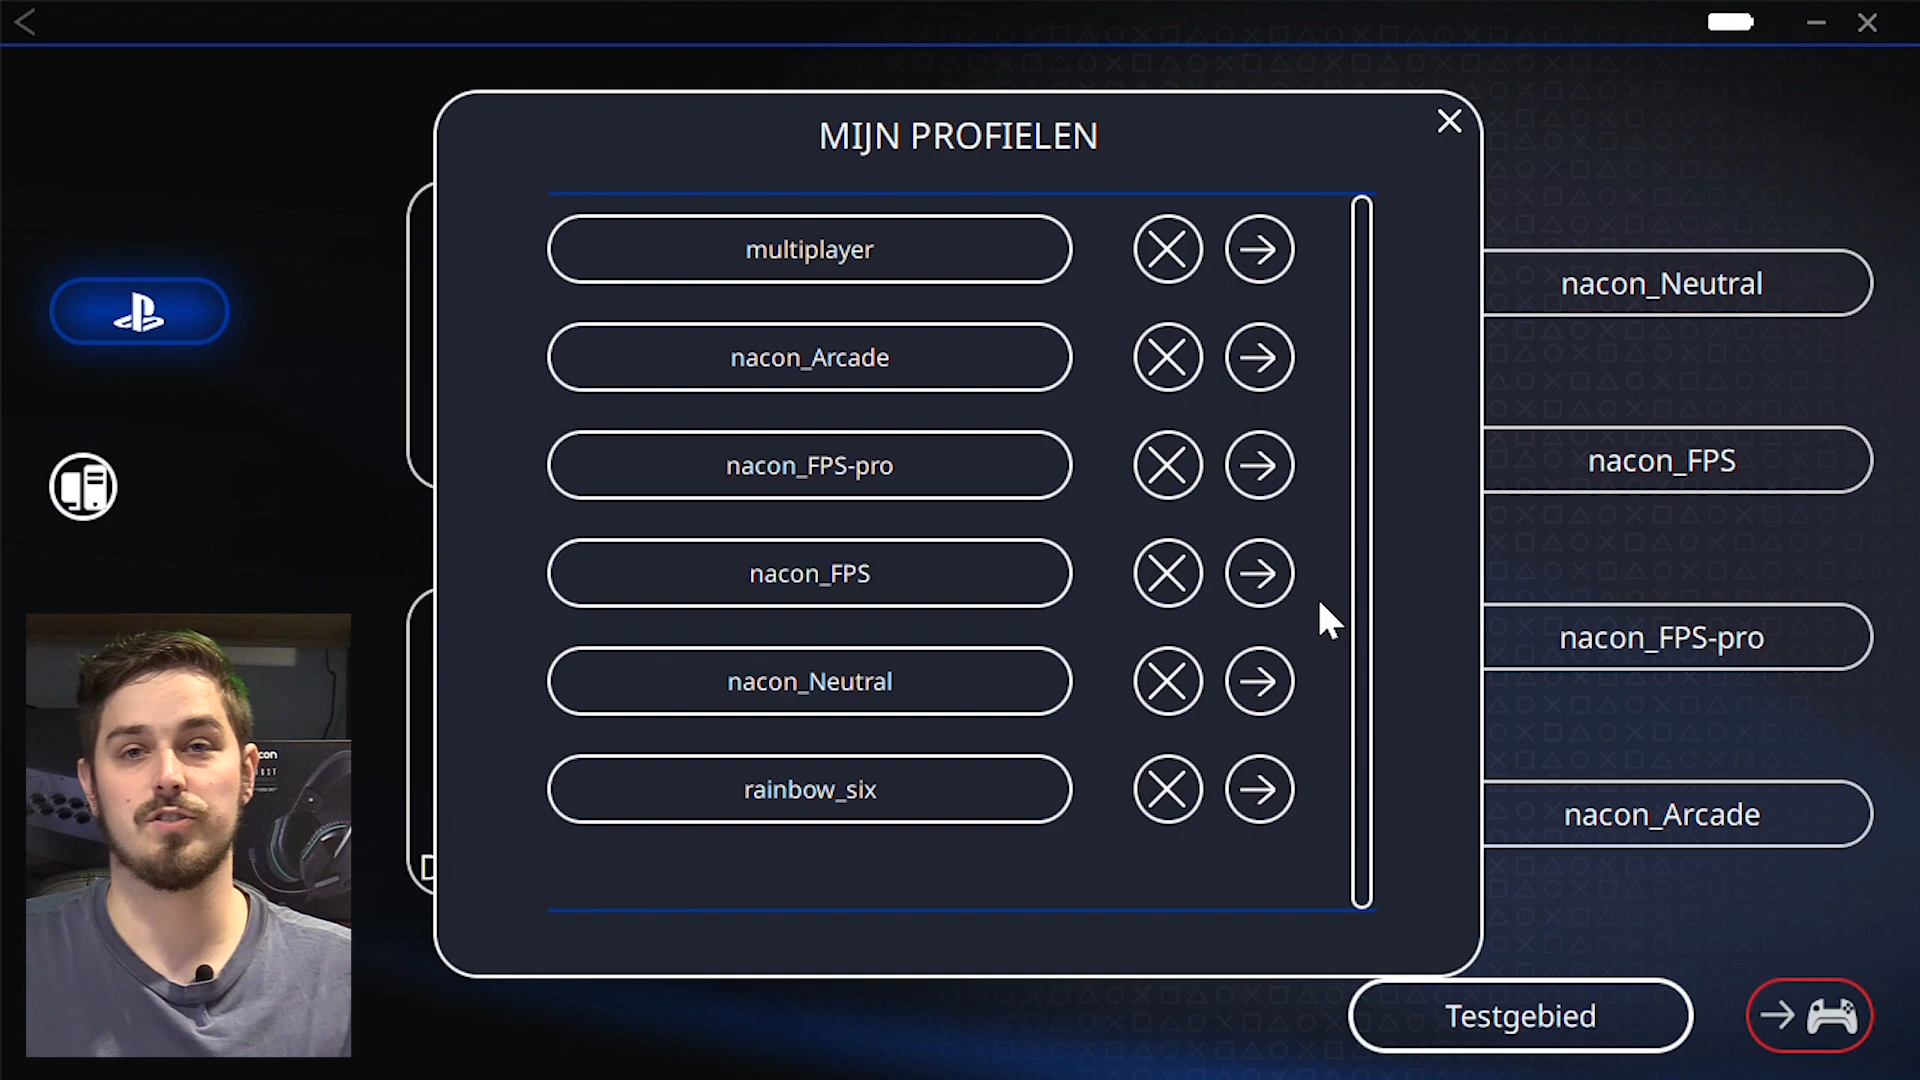 MIJN PROFIELEN
multiplayer
nacon_Arcade
nacon_FPS-pro
nacon_FPS
nacon_Neutral
rainbow_six
nacon_Neutral
nacon_FPS
nacon_FPS-pro
nacon_Arcade
Testgebied